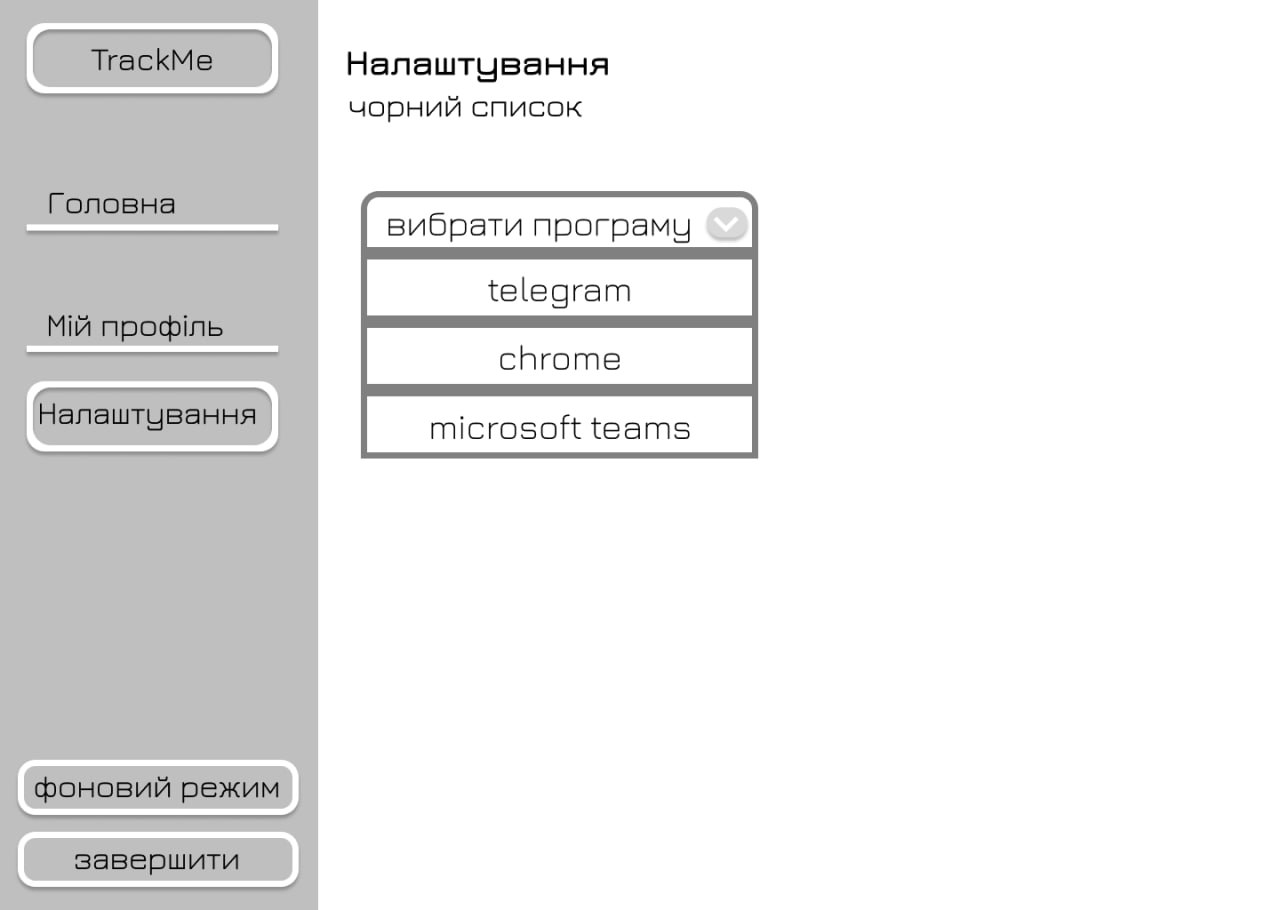 TrackMe
Головна
Мій профіль
Налаштування
фоновий режим
завершити
Налаштування
чорний список
вибрати програму
telegram
chrome
microsoft teams